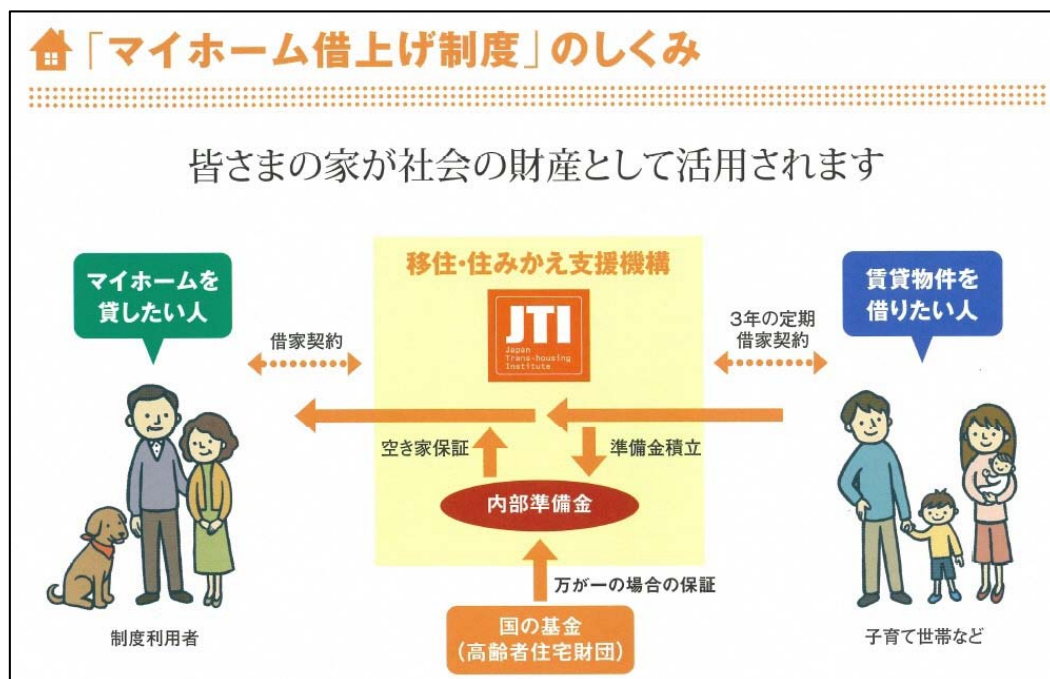 「マイホーム借上げ制度」のしくみ
皆さまの家が社会の財産として活用されます
移住・住みかえ支援機構
マイホームを
貸したい人
賃貸物件を
借りたい人
JTI
Japan
Trans-housing
Institute
借家契約
3年の定期
借家契約
空き家保証
準備金積立
内部準備金
万が一の場合の保証
国の基金
(高齢者住宅財団)
制度利用者
子育て世帯など